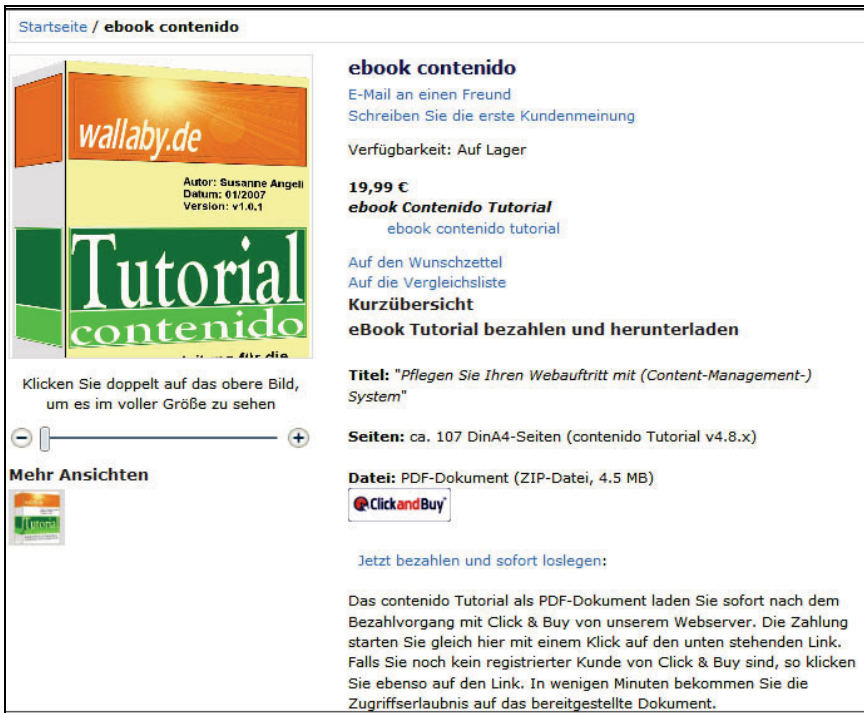 Startseite / ebook contenido
wallaby.de
Autor: Susanne Angeli
Datum: 01/2007
Version: v1.0.1
Tutorial
contenido
Klicken Sie doppelt auf das obere Bild,
um es im voller Größe zu sehen
Mehr Ansichten
Tutorial
ebook contenido
E-Mail an einen Freund
Schreiben Sie die erste Kundenmeinung
Verfügbarkeit: Auf Lager
19,99 €
ebook Contenido Tutorial
ebook contenido tutorial
Auf den Wunschzettel
Auf die Vergleichsliste
Kurzübersicht
eBook Tutorial bezahlen und herunterladen
Titel: "Pflegen Sie Ihren Webauftritt mit (Content-Management-)
System"
Seiten: ca. 107 DinA4-Seiten (contenido Tutorial v4.8.x)
Datei: PDF-Dokument (ZIP-Datei, 4.5 MB)
ClickandBuy
Jetzt bezahlen und sofort loslegen:
Das contenido Tutorial als PDF-Dokument laden Sie sofort nach dem
Bezahlvorgang mit Click & Buy von unserem Webserver. Die Zahlung
starten Sie gleich hier mit einem Klick auf den unten stehenden Link.
Falls Sie noch kein registrierter Kunde von Click & Buy sind, so klicken
Sie ebenso auf den Link. In wenigen Minuten bekommen Sie die
Zugriffserlaubnis auf das bereitgestellte Dokument.